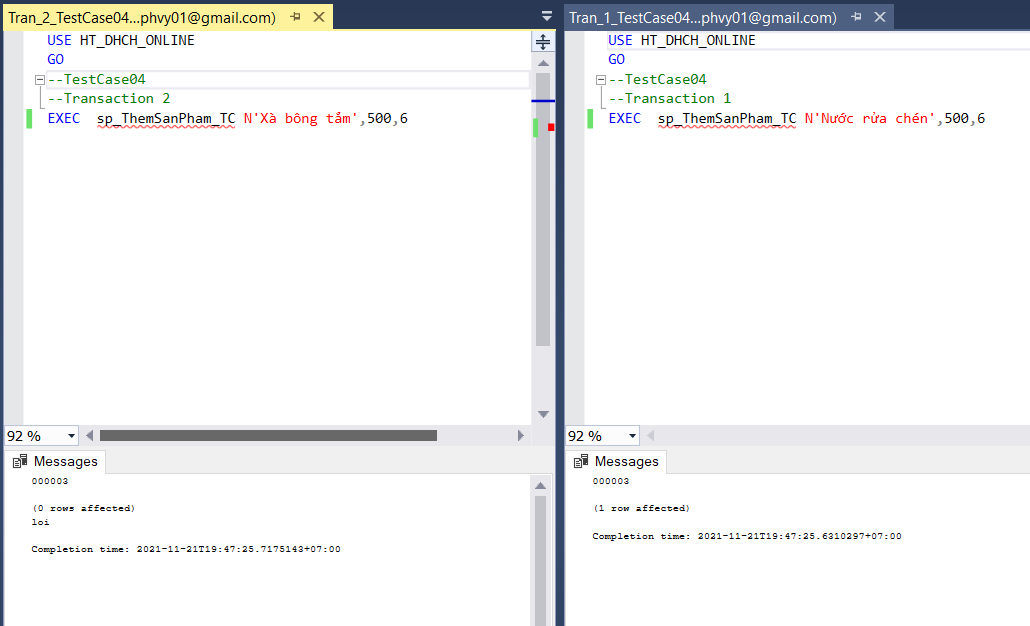 Tran_2_TestCase04...phvy01@gmail.com)
USE HT_DHCH_ONLINE
GO
--TestCase04
--Transaction 2
EXEC  sp_ThemSanPham_TC N'Xà bông tắm',500,6
92 %
Messages
000003
(0 rows affected)
loi
Completion time: 2021-11-21T19:47:25.7175143+07:00
Tran_1_TestCase04...phvy01@gmail.com)
USE HT_DHCH_ONLINE
GO
--TestCase04
--Transaction 1
EXEC  sp_ThemSanPham_TC N'Nước rửa chén',500,6
92 %
Messages
000003
(1 row affected)
Completion time: 2021-11-21T19:47:25.6310297+07:00